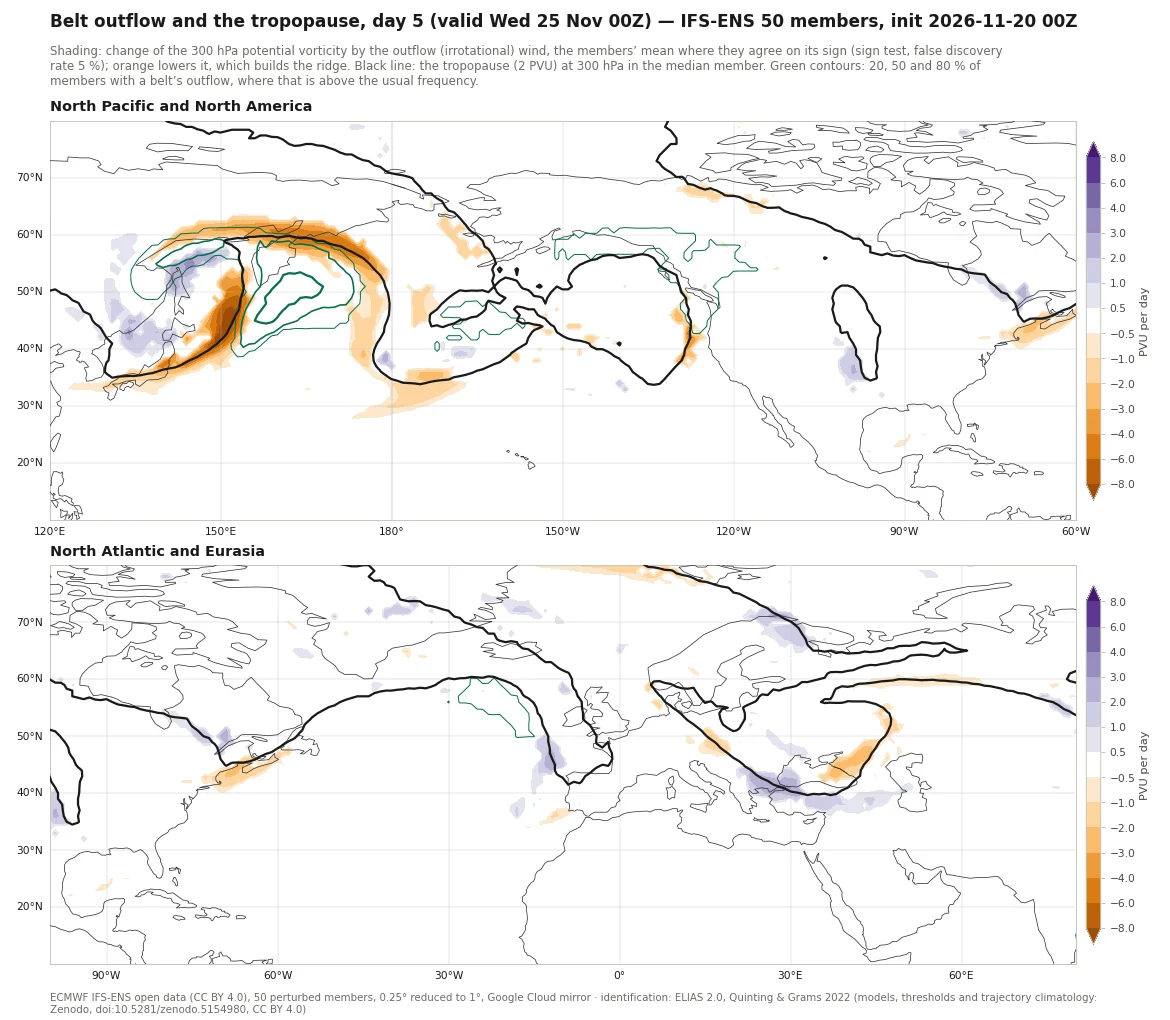 Belt outflow and the tropopause, day 5 (valid Wed 25 Nov 00Z) — IFS-ENS 50 members, init 2026-11-20 00Z
Shading: change of the 300 hPa potential vorticity by the outflow (irrotational) wind, the members’ mean where they agree on its sign (sign test, false discovery
rate 5 %); orange lowers it, which builds the ridge. Black line: the tropopause (2 PVU) at 300 hPa in the median member. Green contours: 20, 50 and 80 % of
members with a belt’s outflow, where that is above the usual frequency.
North Pacific and North America
70°N
60°N
50°N
40°N
30°N
20°N
120°E
150°E
180°
150°W
120°W
90°W
60°W
8.0
6.0
4.0
3.0
2.0
1.0
0.5
−0.5
−1.0
−2.0
−3.0
−4.0
−6.0
−8.0
PVU per day
North Atlantic and Eurasia
70°N
60°N
50°N
40°N
30°N
20°N
90°W
60°W
30°W
0°
30°E
60°E
8.0
6.0
4.0
3.0
2.0
1.0
0.5
−0.5
−1.0
−2.0
−3.0
−4.0
−6.0
−8.0
PVU per day
ECMWF IFS-ENS open data (CC BY 4.0), 50 perturbed members, 0.25° reduced to 1°, Google Cloud mirror · identification: ELIAS 2.0, Quinting & Grams 2022 (models, thresholds and trajectory climatology:
Zenodo, doi:10.5281/zenodo.5154980, CC BY 4.0)